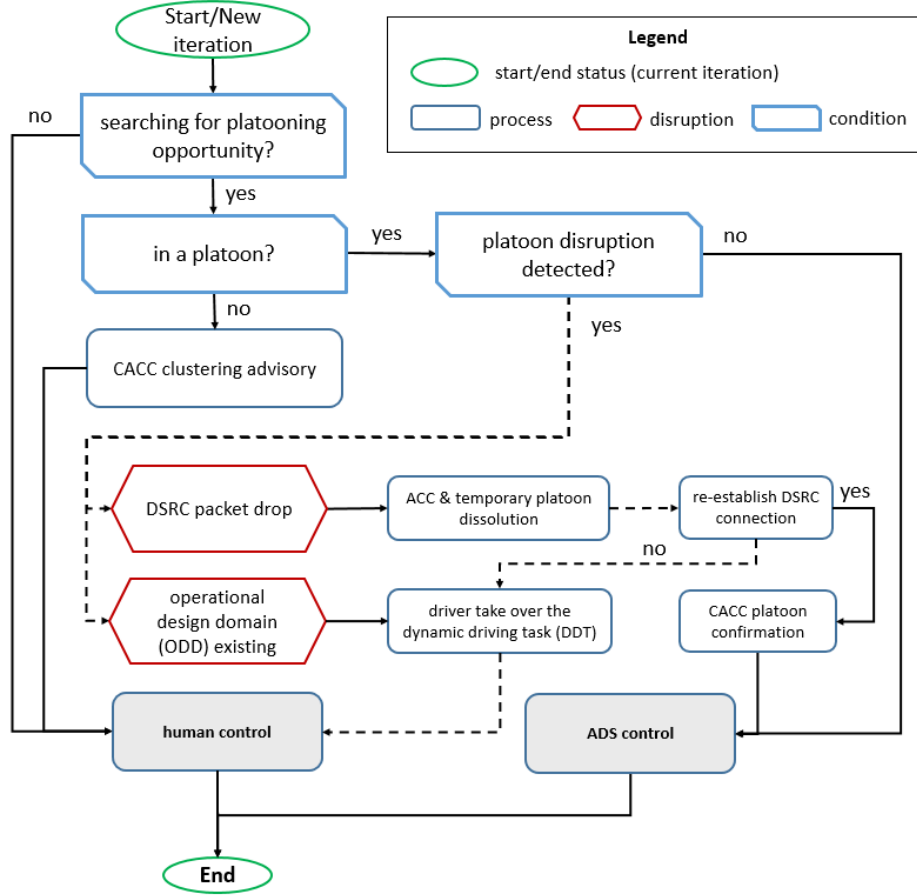 Start/New
iteration
Legend
start/end status (current iteration)
process
disruption
condition
no
searching for platooning
opportunity?
yes
in a platoon?
yes
platoon disruption
detected?
no
no
yes
CACC clustering advisory
DSRC packet drop
ACC & temporary platoon
dissolution
re-establish DSRC
connection
yes
no
operational
design domain
(ODD) existing
driver take over the
dynamic driving task (DDT)
CACC platoon
confirmation
human control
ADS control
End